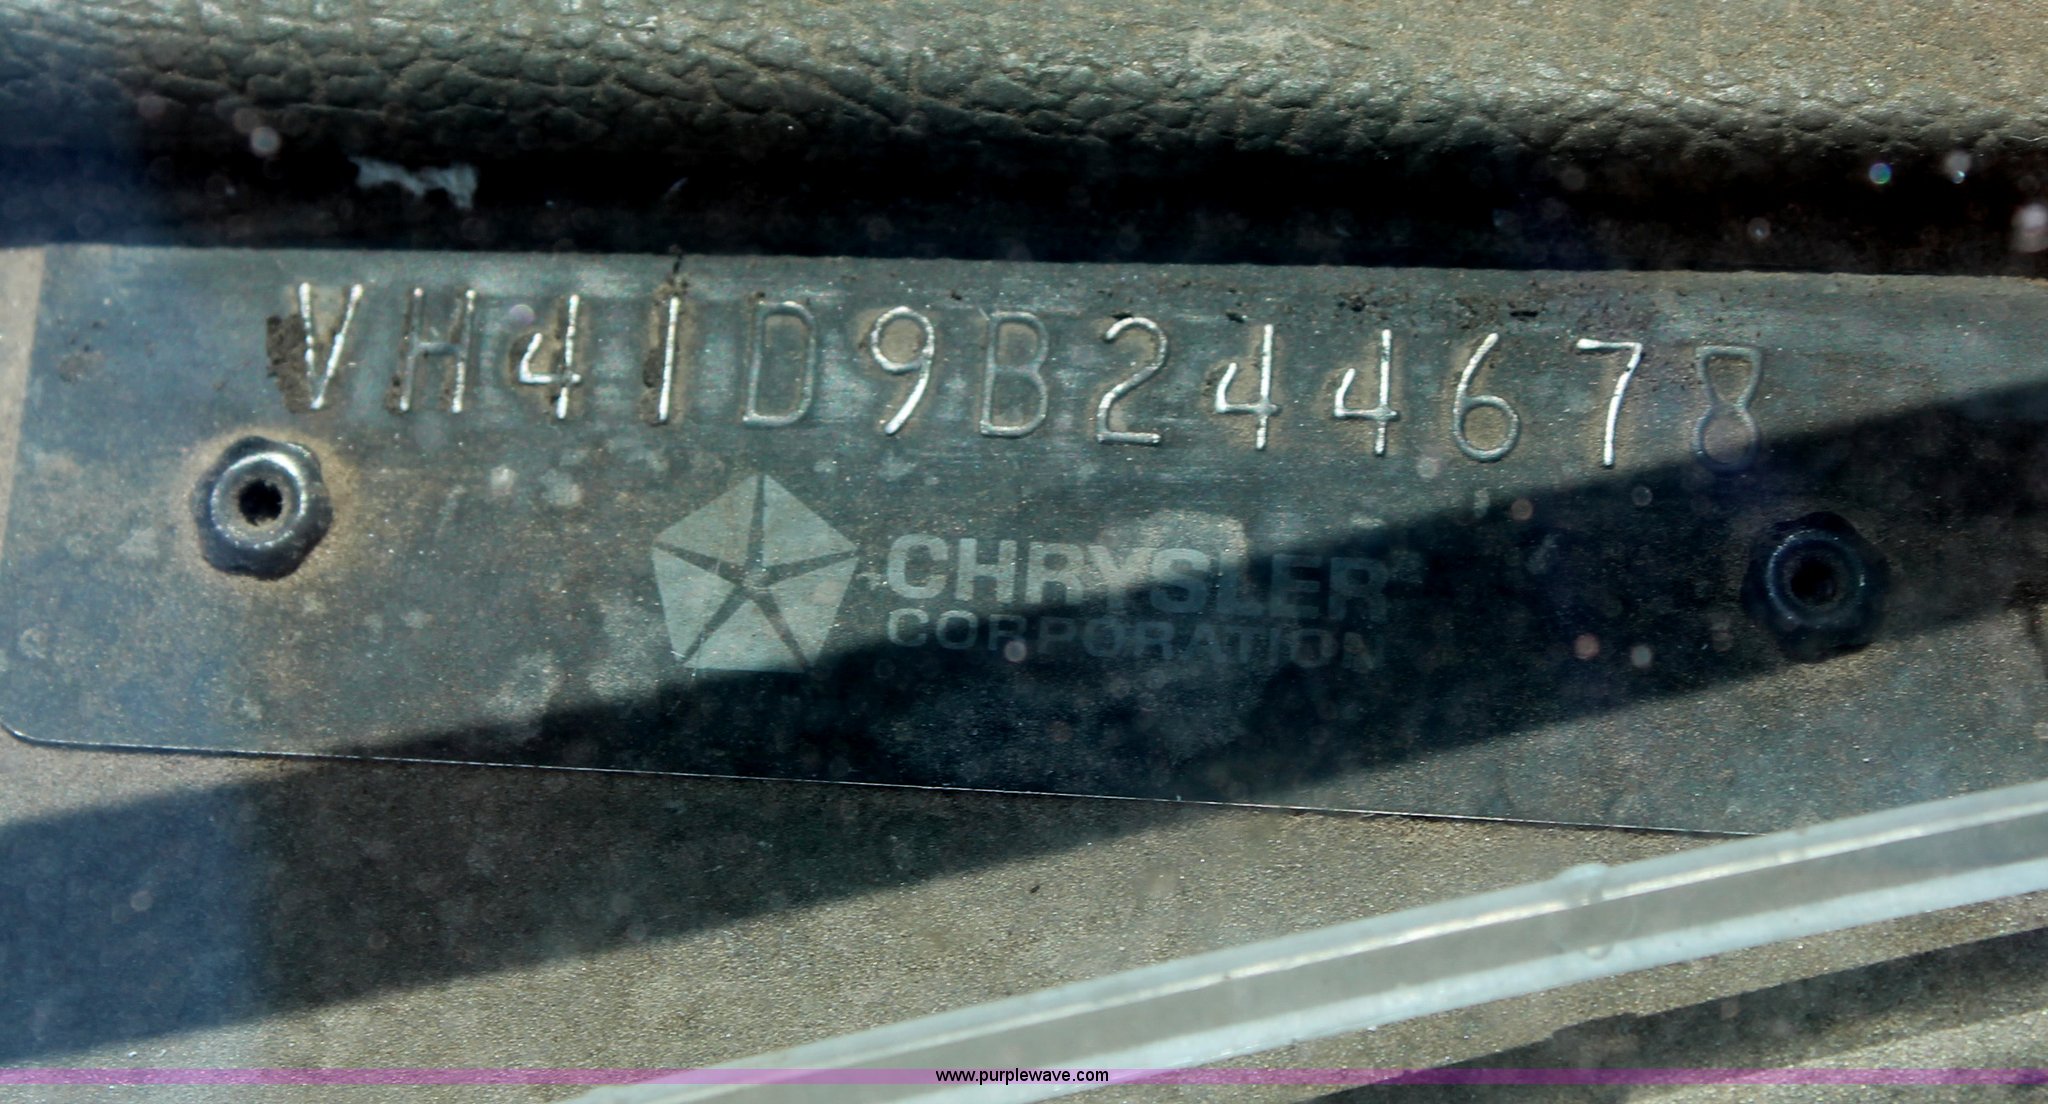 VH41D9B244678
CHRYSLER
CORPORATION
www.purplewave.com